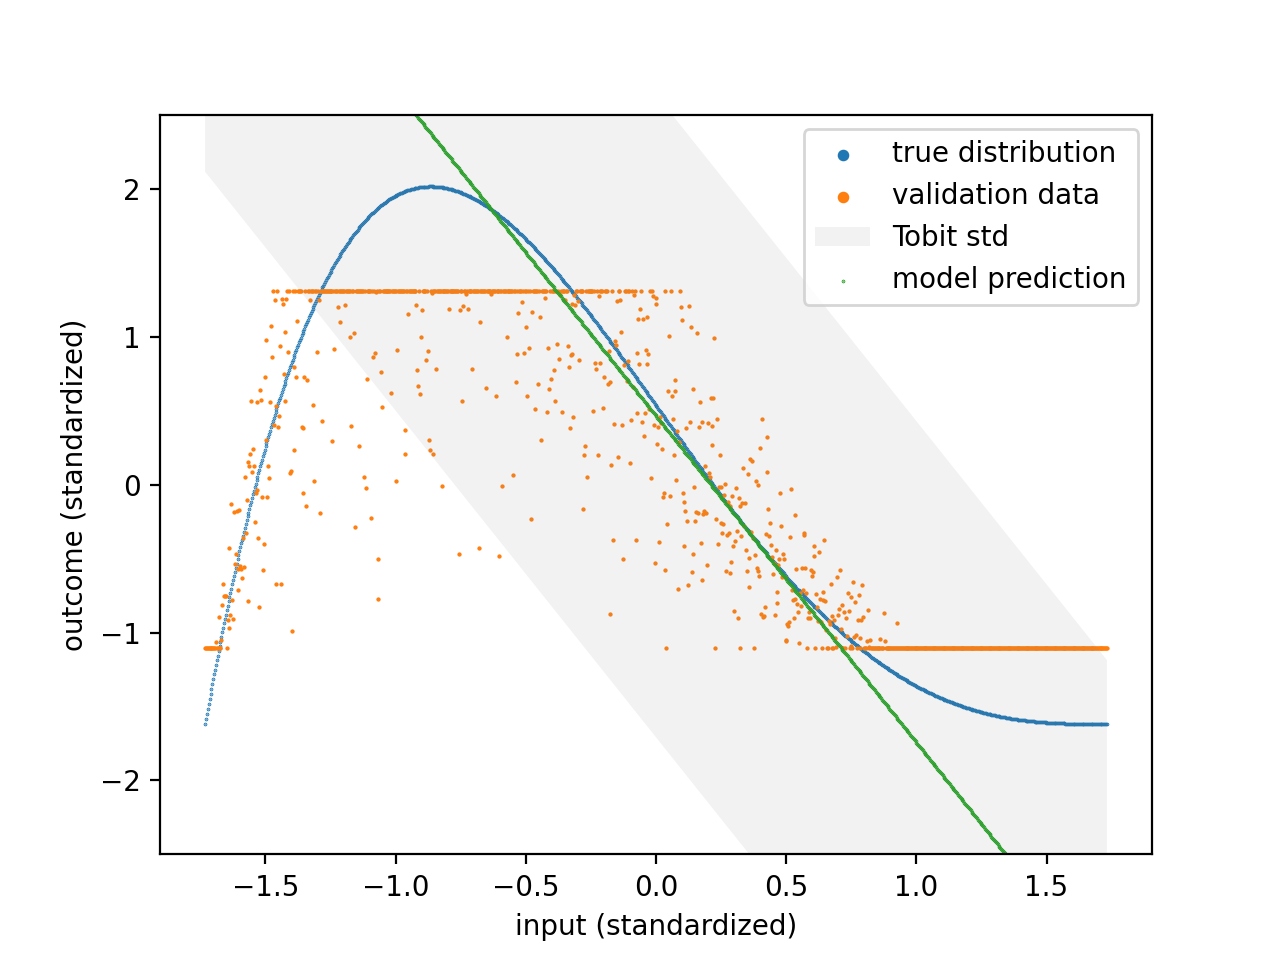 true distribution
validation data
Tobit std
model prediction
2
1
0
−1
−2
outcome (standardized)
−1.5 −1.0 −0.5 0.0 0.5 1.0 1.5
input (standardized)